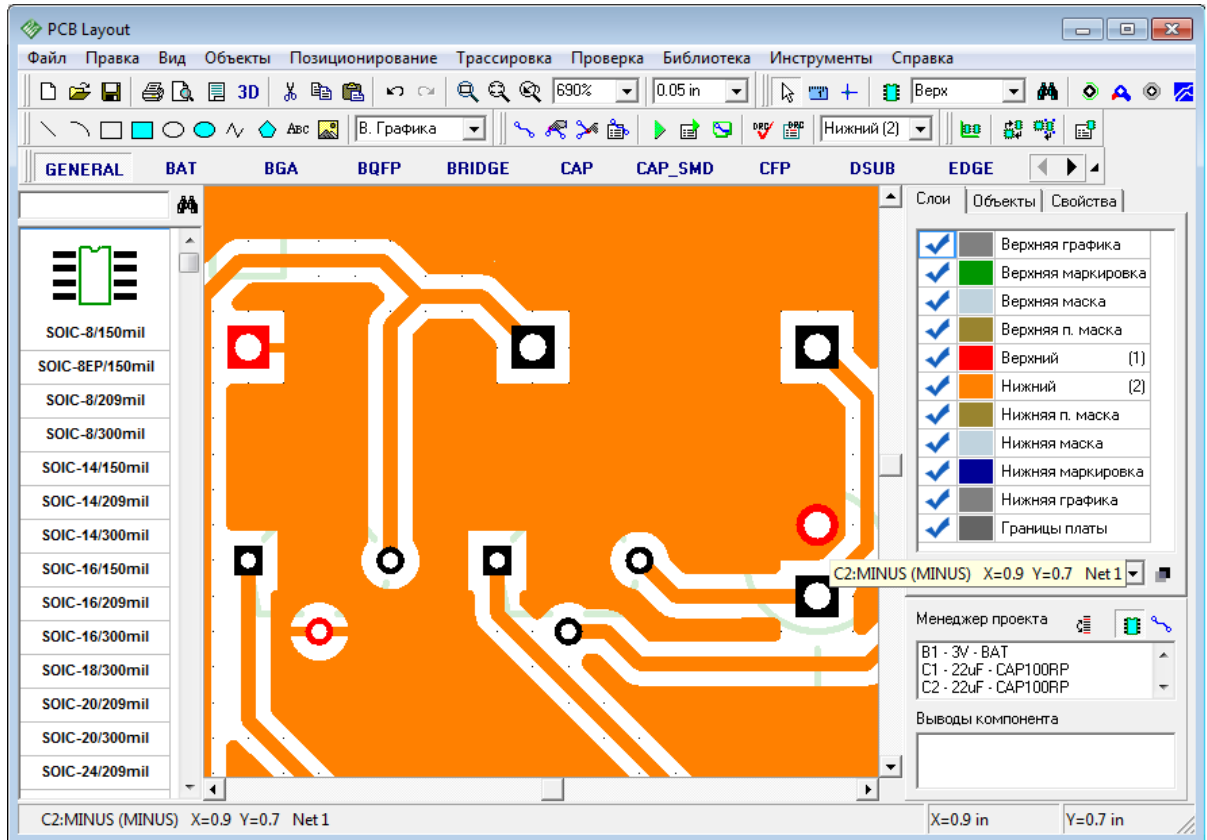 PCB Layout
Файл Правка Вид Объекты Позиционирование Трассировка Проверка Библиотека Инструменты Справка
3D 690% 0.05 in Верх
ABC В. Графика DRC DRC Нижний (2)
GENERAL BAT BGA BQFP BRIDGE CAP CAP_SMD CFP DSUB EDGE
SOIC-8/150mil
SOIC-8EP/150mil
SOIC-8/209mil
SOIC-8/300mil
SOIC-14/150mil
SOIC-14/209mil
SOIC-14/300mil
SOIC-16/150mil
SOIC-16/209mil
SOIC-16/300mil
SOIC-18/300mil
SOIC-20/209mil
SOIC-20/300mil
SOIC-24/209mil
C2:MINUS (MINUS) X=0.9 Y=0.7 Net 1
Слои Объекты Свойства
Верхняя графика
Верхняя маркировка
Верхняя маска
Верхняя п. маска
Верхний (1)
Нижний (2)
Нижняя п. маска
Нижняя маска
Нижняя маркировка
Нижняя графика
Границы платы
Менеджер проекта
B1 - 3V - BAT
C1 - 22uF - CAP100RP
C2 - 22uF - CAP100RP
Выводы компонента
C2:MINUS (MINUS) X=0.9 Y=0.7 Net 1 X=0.9 in Y=0.7 in